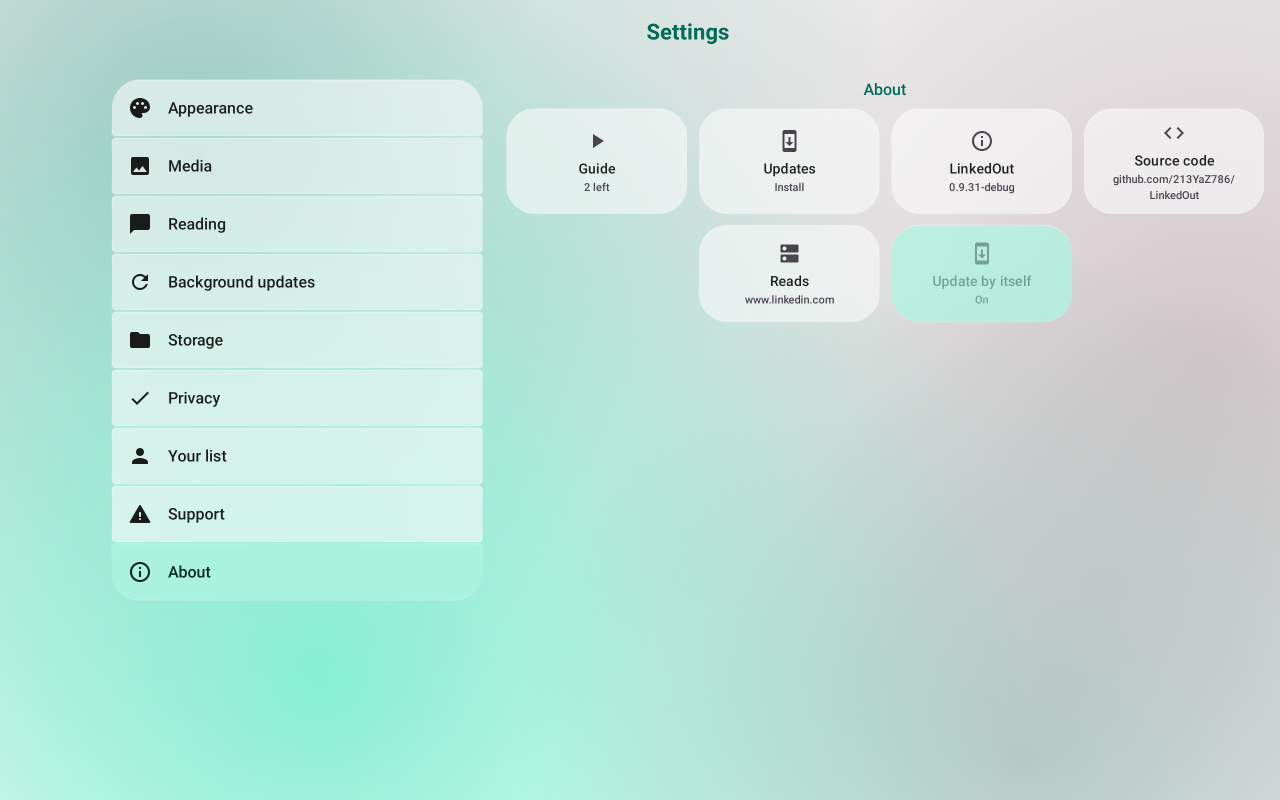 Settings
Appearance
Media
Reading
Background updates
Storage
Privacy
Your list
Support
About
About
Guide
2 left
Updates
Install
LinkedOut
0.9.31-debug
Source code
github.com/213YaZ786/
LinkedOut
Reads
www.linkedin.com
Update by itself
On